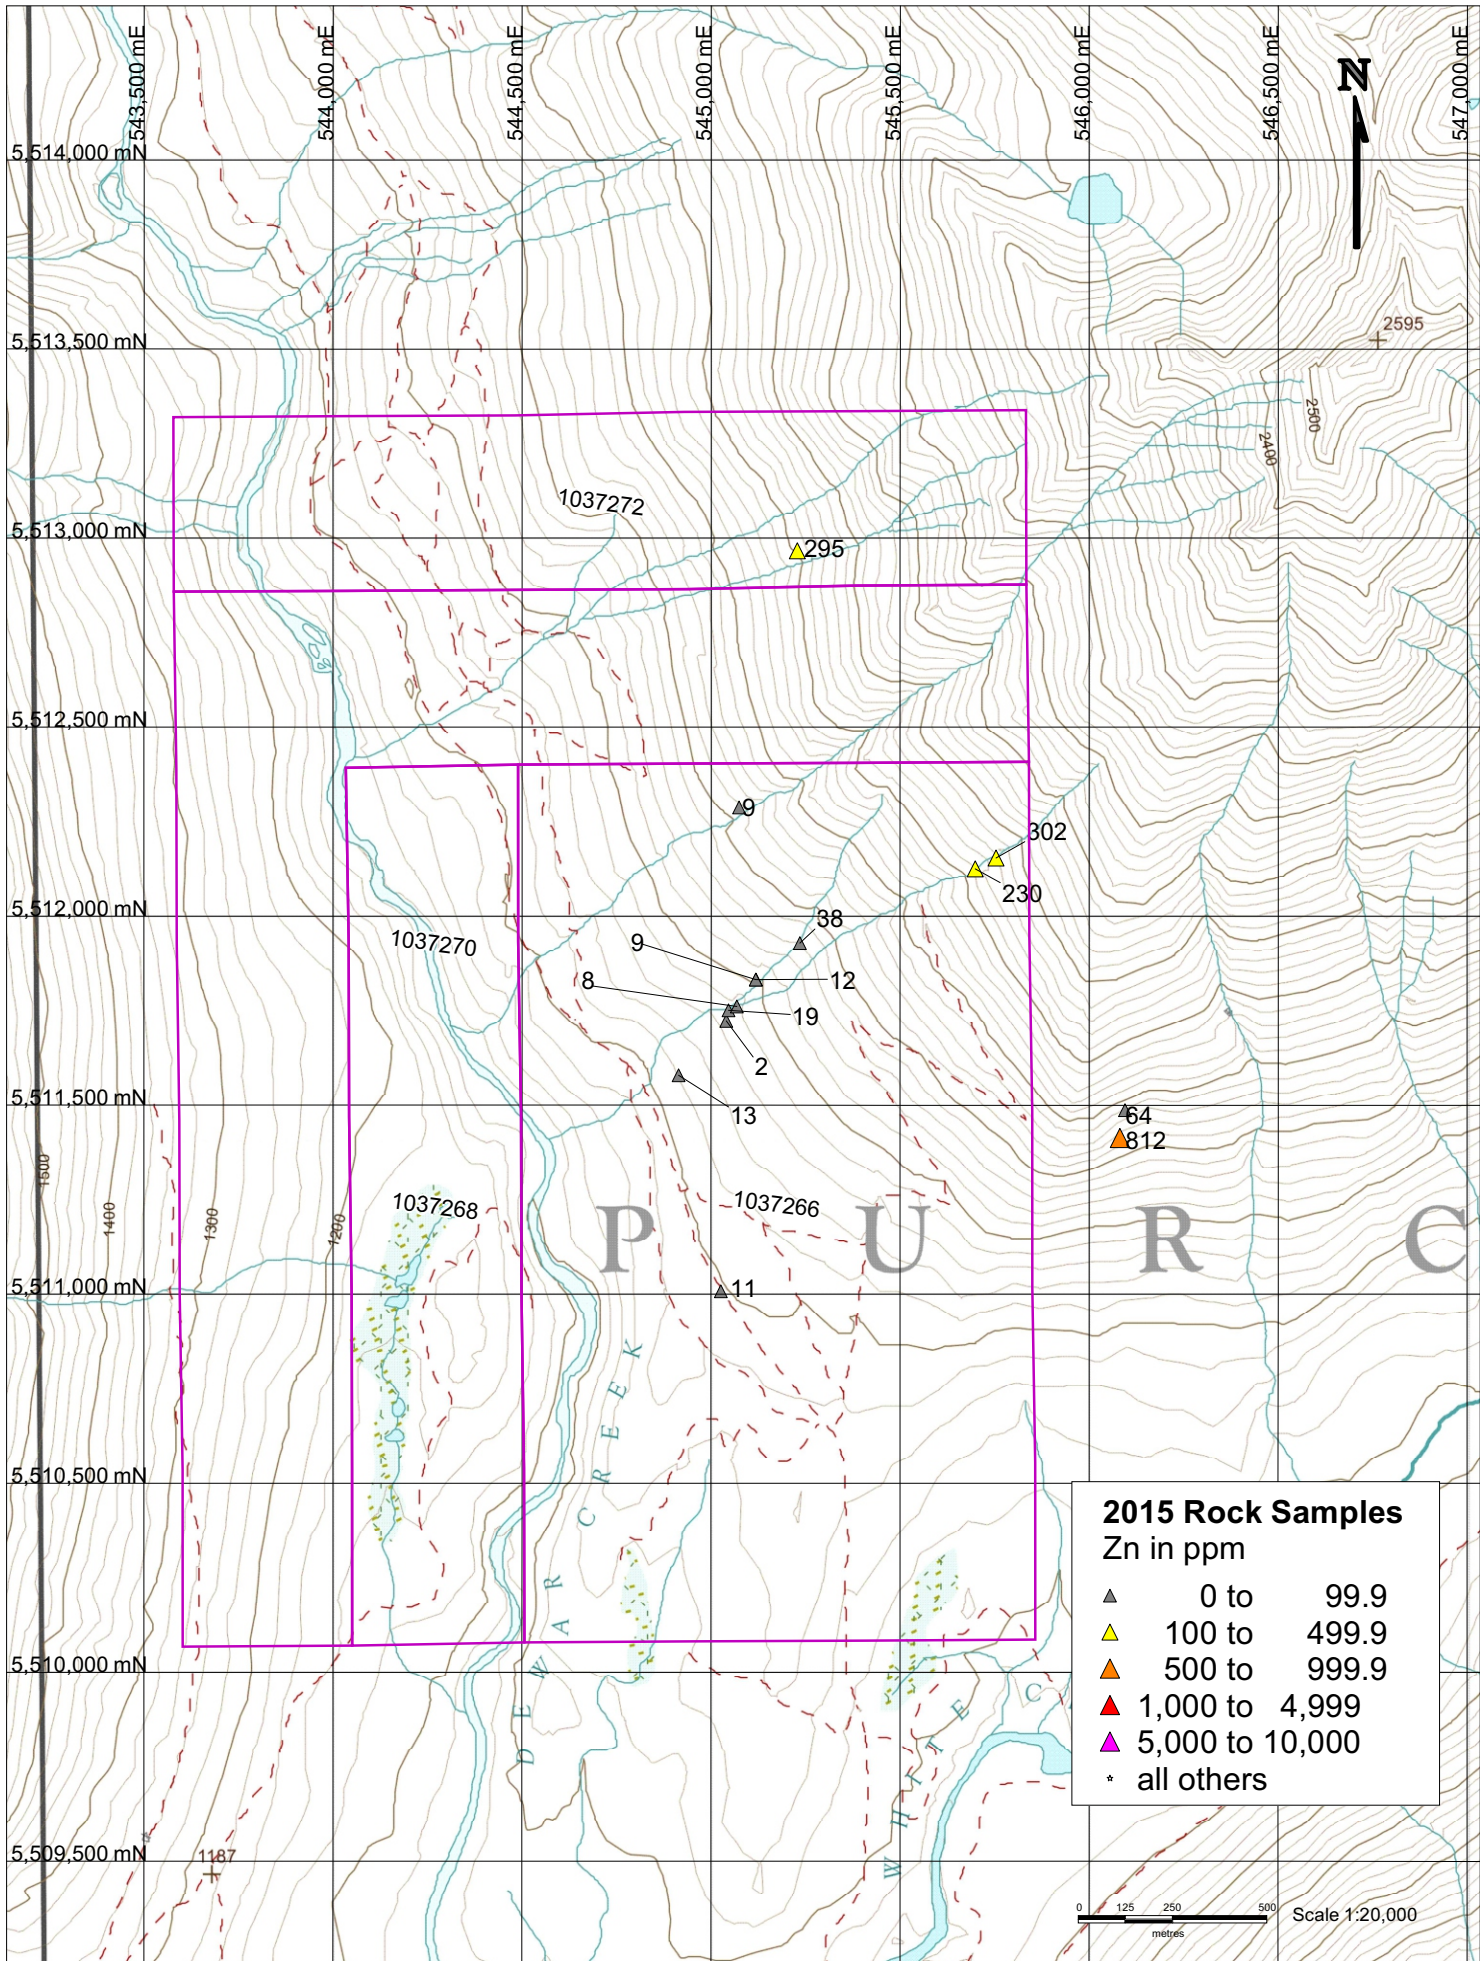 543,500 mE
544,000 mE
544,500 mE
545,000 mE
545,500 mE
546,000 mE
546,500 mE
547,000 mE
N
5,514,000 mN
2595
5,513,500 mN
2500
2400
1037272
5,513,000 mN
295
5,512,500 mN
9
302
230
5,512,000 mN
38
1037270
9
8
12
19
2
13
5,511,500 mN
64
812
1500
1400
1300
1200
1037268
1037266
P U R C
5,511,000 mN
11
DEWAR CREEK
5,510,500 mN
5,510,000 mN
WHITE C
5,509,500 mN
1187
2015 Rock Samples
Zn in ppm
0 to 99.9
100 to 499.9
500 to 999.9
1,000 to 4,999
5,000 to 10,000
all others
0 125 250 500
metres
Scale 1:20,000